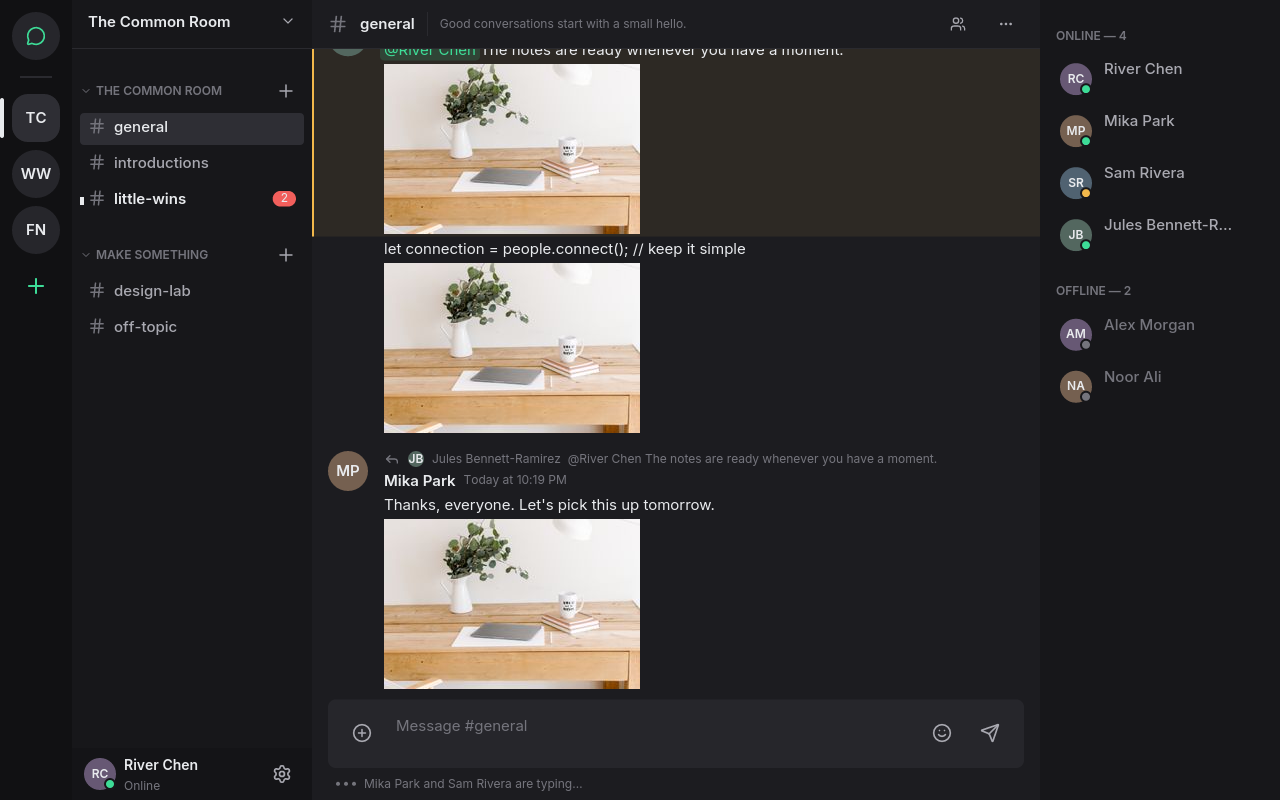 The Common Room
TC
WW
FN
THE COMMON ROOM
general
introductions
little-wins
2
MAKE SOMETHING
design-lab
off-topic
RC
River Chen
Online
# general
Good conversations start with a small hello.
@River Chen The notes are ready whenever you have a moment.
let connection = people.connect(); // keep it simple
JB Jules Bennett-Ramirez @River Chen The notes are ready whenever you have a moment.
MP
Mika Park Today at 10:19 PM
Thanks, everyone. Let's pick this up tomorrow.
Message #general
Mika Park and Sam Rivera are typing…
ONLINE — 4
RC River Chen
MP Mika Park
SR Sam Rivera
JB Jules Bennett-R…
OFFLINE — 2
AM Alex Morgan
NA Noor Ali